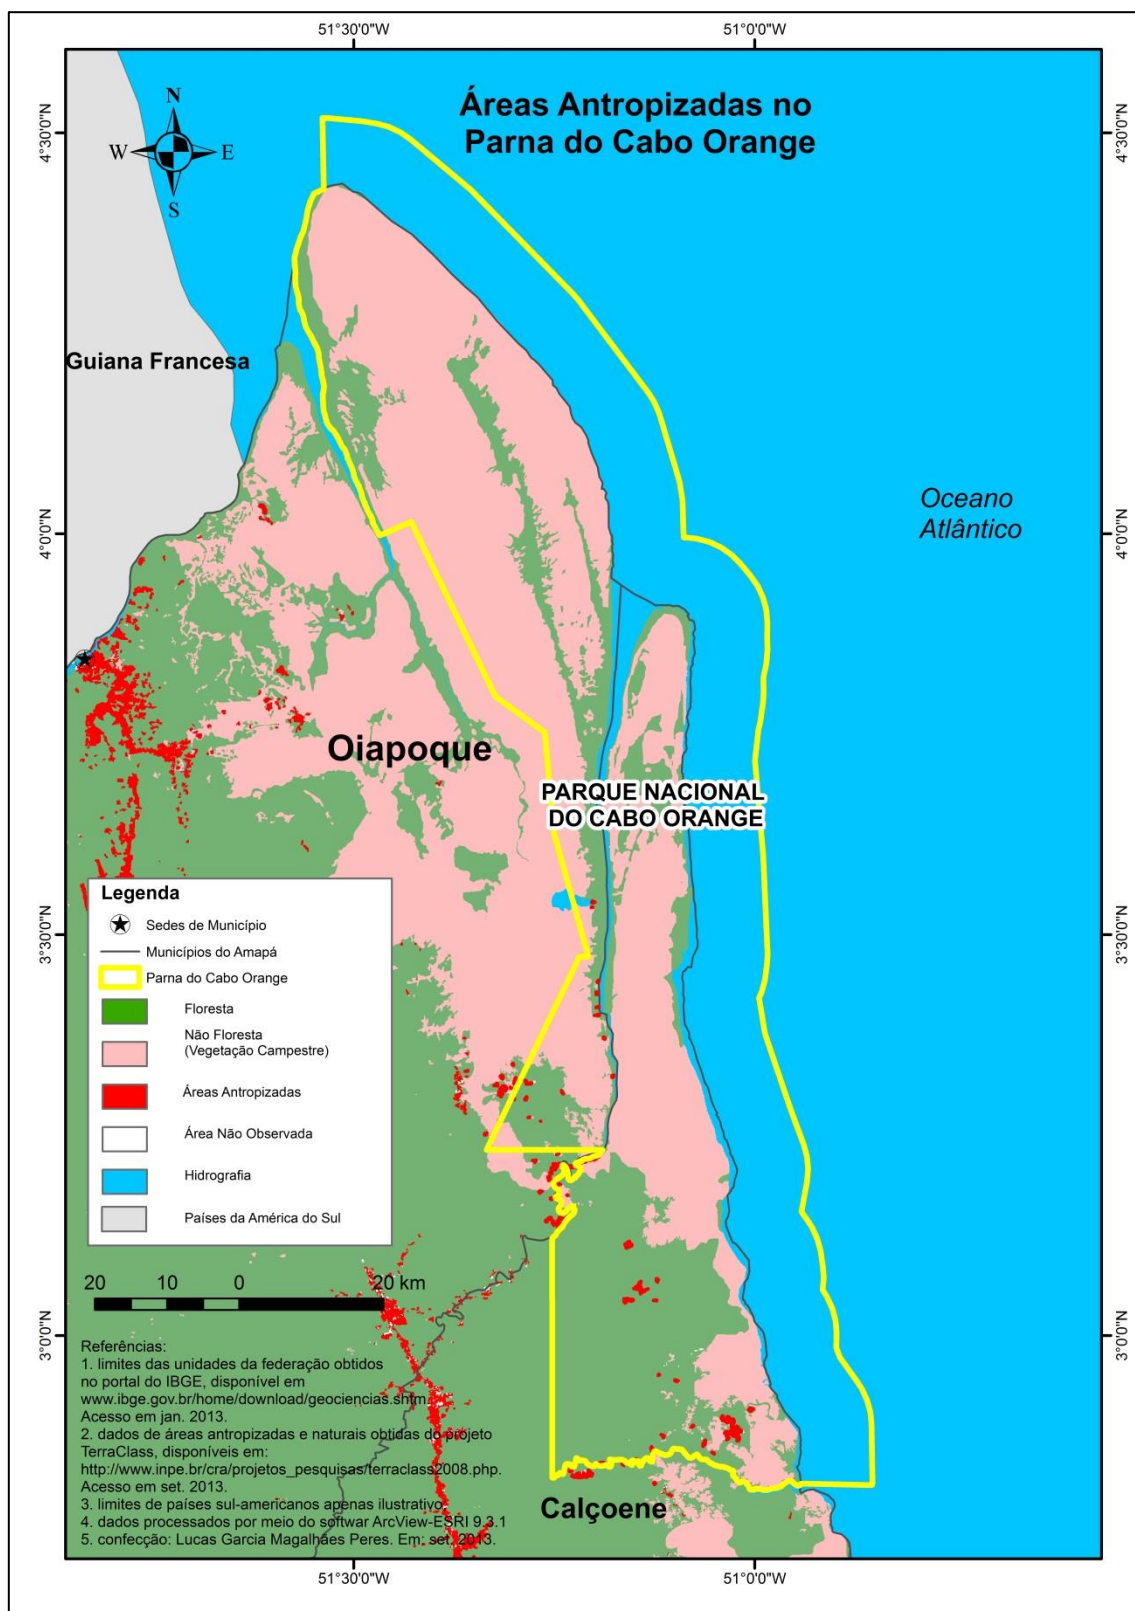 51°30'0"W
51°0'0"W
Áreas Antropizadas no
Parna do Cabo Orange
N
W
E
S
4°30'0"N
4°30'0"N
Guiana Francesa
Oceano
Atlântico
4°0'0"N
4°0'0"N
Oiapoque
PARQUE NACIONAL
DO CABO ORANGE
Legenda
Sedes de Município
Municípios do Amapá
Parna do Cabo Orange
Floresta
Não Floresta
(Vegetação Campestre)
Áreas Antropizadas
Área Não Observada
Hidrografia
Países da América do Sul
3°30'0"N
3°30'0"N
20 10 0 20 km
3°0'0"N
3°0'0"N
Referências:
1. limites das unidades da federação obtidos
no portal do IBGE, disponível em
www.ibge.gov.br/home/download/geociencias.shtm.
Acesso em jan. 2013.
2. dados de áreas antropizadas e naturais obtidas do projeto
TerraClass, disponíveis em:
http://www.inpe.br/cra/projetos_pesquisas/terraclass2008.php.
Acesso em set. 2013.
3. limites de países sul-americanos apenas ilustrativo.
4. dados processados por meio do softwar ArcView-ESRI 9.3.1
5. confecção: Lucas Garcia Magalhães Peres. Em: set. 2013.
Calçoene
51°30'0"W
51°0'0"W